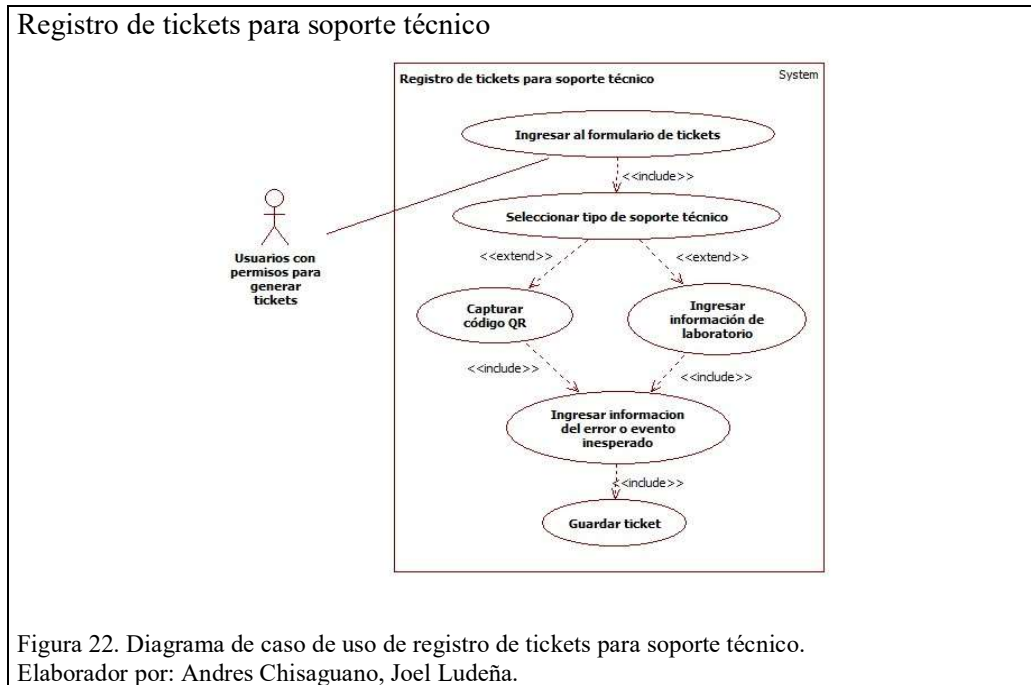 Registro de tickets para soporte técnico
Registro de tickets para soporte técnico
System
Ingresar al formulario de tickets
<<include>>
Seleccionar tipo de soporte técnico
<<extend>>
<<extend>>
Usuarios con
permisos para
generar
tickets
Capturar
código QR
Ingresar
información de
laboratorio
<<include>>
<<include>>
Ingresar informacion
del error o evento
inesperado
<<include>>
Guardar ticket
Figura 22. Diagrama de caso de uso de registro de tickets para soporte técnico.
Elaborador por: Andres Chisaguano, Joel Ludeña.